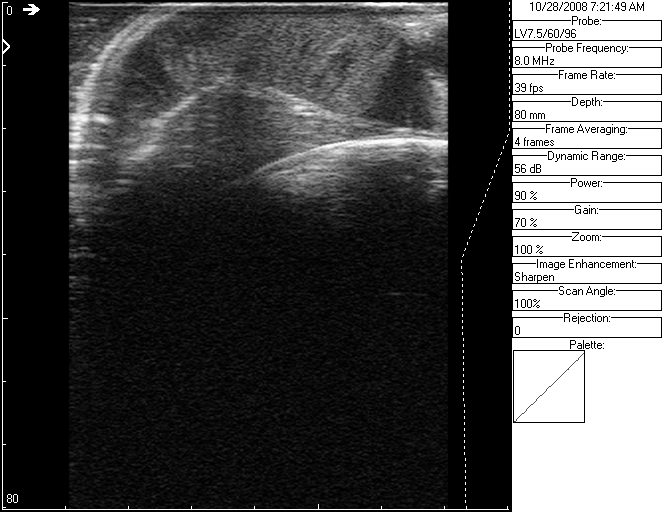 0
80
10/28/2008 7:21:49 AM
Probe:
LV7.5/60/96
Probe Frequency:
8.0 MHz
Frame Rate:
39 fps
Depth:
80 mm
Frame Averaging:
4 frames
Dynamic Range:
56 dB
Power:
90 %
Gain:
70 %
Zoom:
100 %
Image Enhancement:
Sharpen
Scan Angle:
100%
Rejection:
0
Palette: